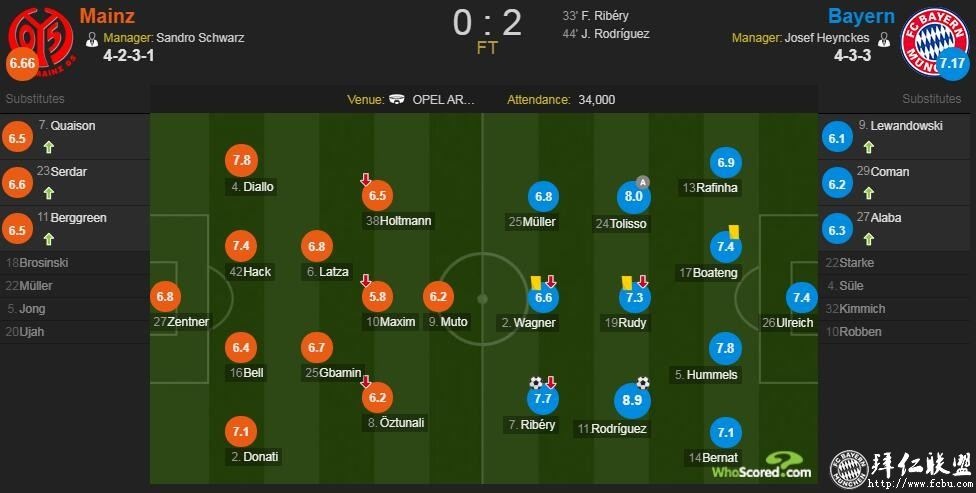 Mainz
Manager: Sandro Schwarz
4-2-3-1
6.66
0 : 2
FT
33' F. Ribéry
44' J. Rodríguez
Bayern
Manager: Josef Heynckes
4-3-3
7.17
FC BAYERN
MÜNCHEN
Substitutes
Venue: OPEL AR...
Attendance: 34,000
Substitutes
6.5 7. Quaison
6.6 23 Serdar
6.5 11 Berggreen
18 Brosinski
22 Müller
5. Jong
20 Ujah
7.8
4. Diallo
6.5
38 Holtmann
7.4
42 Hack
6.8
6. Latza
6.8
27 Zentner
5.8
10 Maxim
6.2
9. Muto
6.4
16 Bell
6.7
25 Gbamin
6.2
8. Öztunali
7.1
2. Donati
6.8
25 Müller
A
8.0
24 Tolisso
6.9
13 Rafinha
7.4
17 Boateng
6.6
2. Wagner
7.3
19 Rudy
7.4
26 Ulreich
7.8
5. Hummels
7.7
7. Ribéry
8.9
11 Rodríguez
7.1
14 Bernat
WhoScored.com
6.1 9. Lewandowski
6.2 29 Coman
6.3 27 Alaba
22 Starke
4. Süle
32 Kimmich
10 Robben
FC BAYERN
MÜNCHEN
拜仁联盟
http://www.fcbu.com